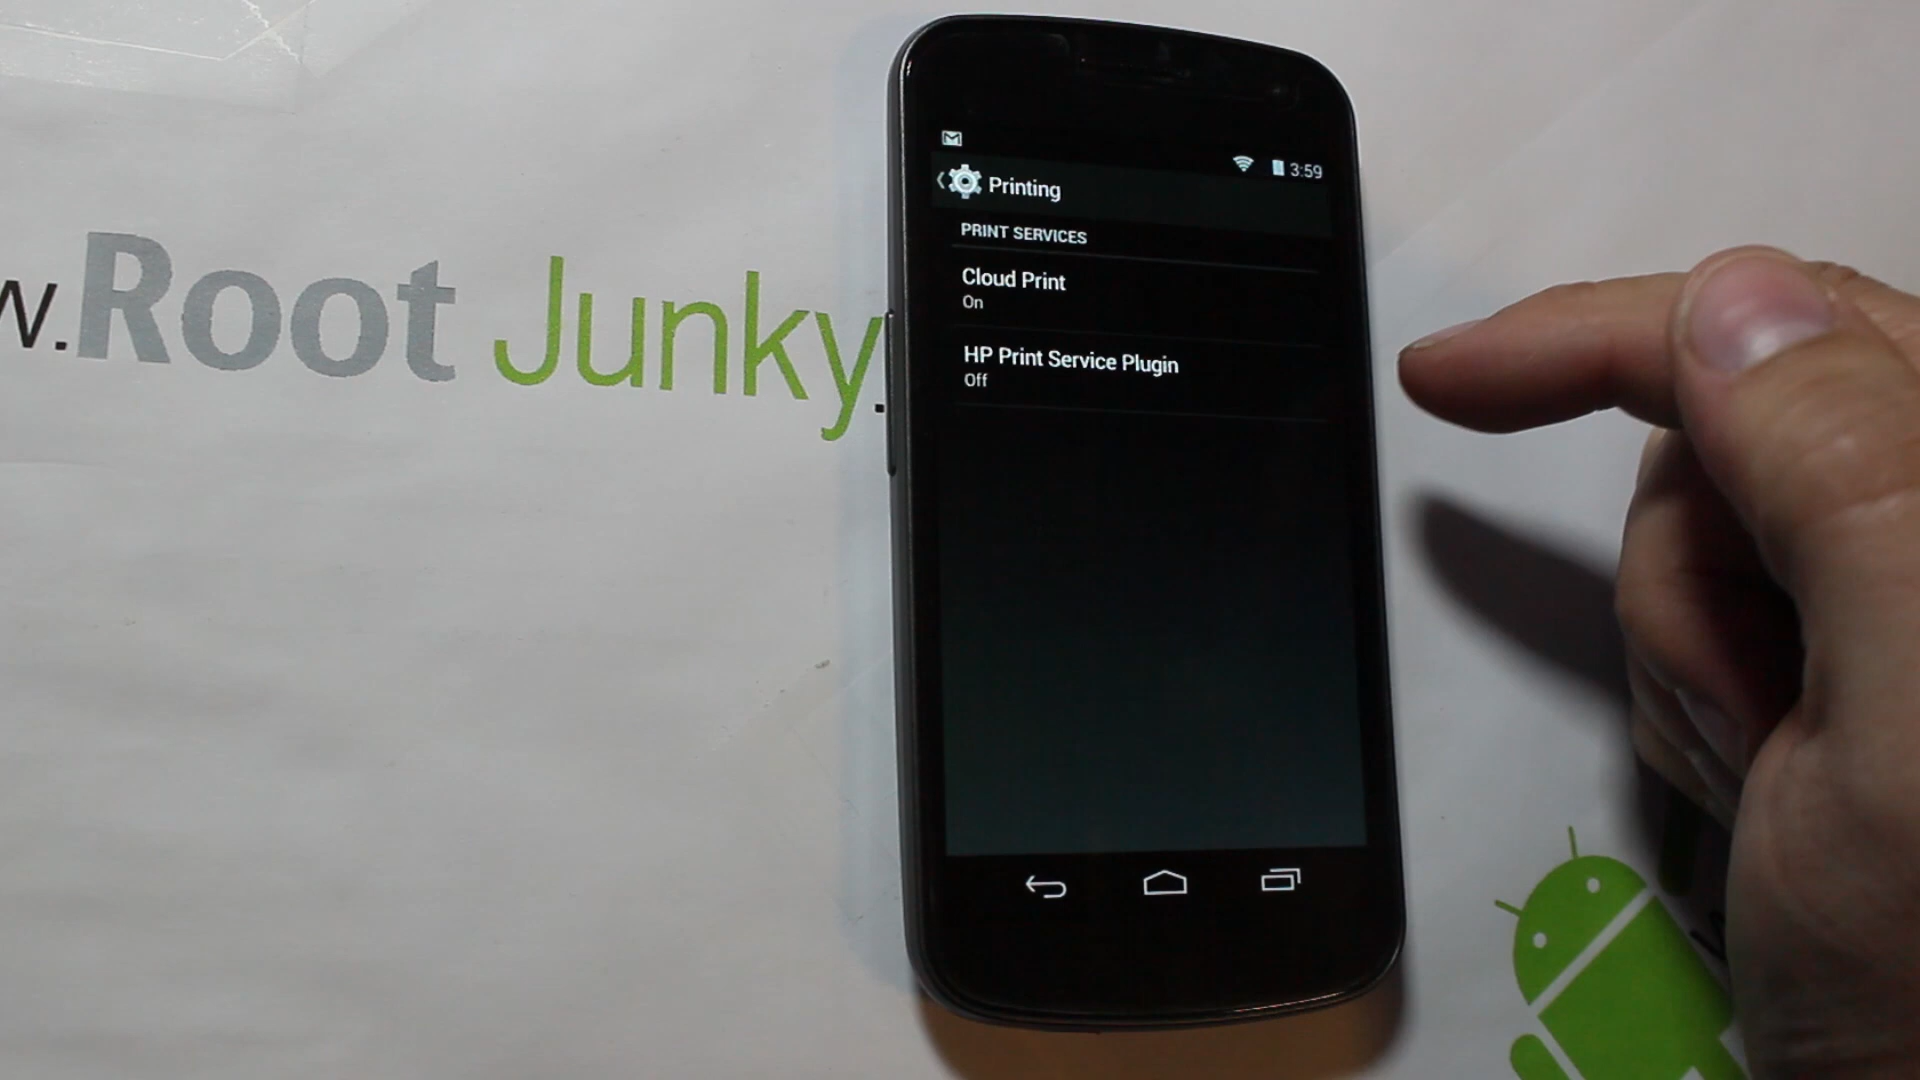 w.Root Junky.
3:59
Printing
PRINT SERVICES
Cloud Print
On
HP Print Service Plugin
Off